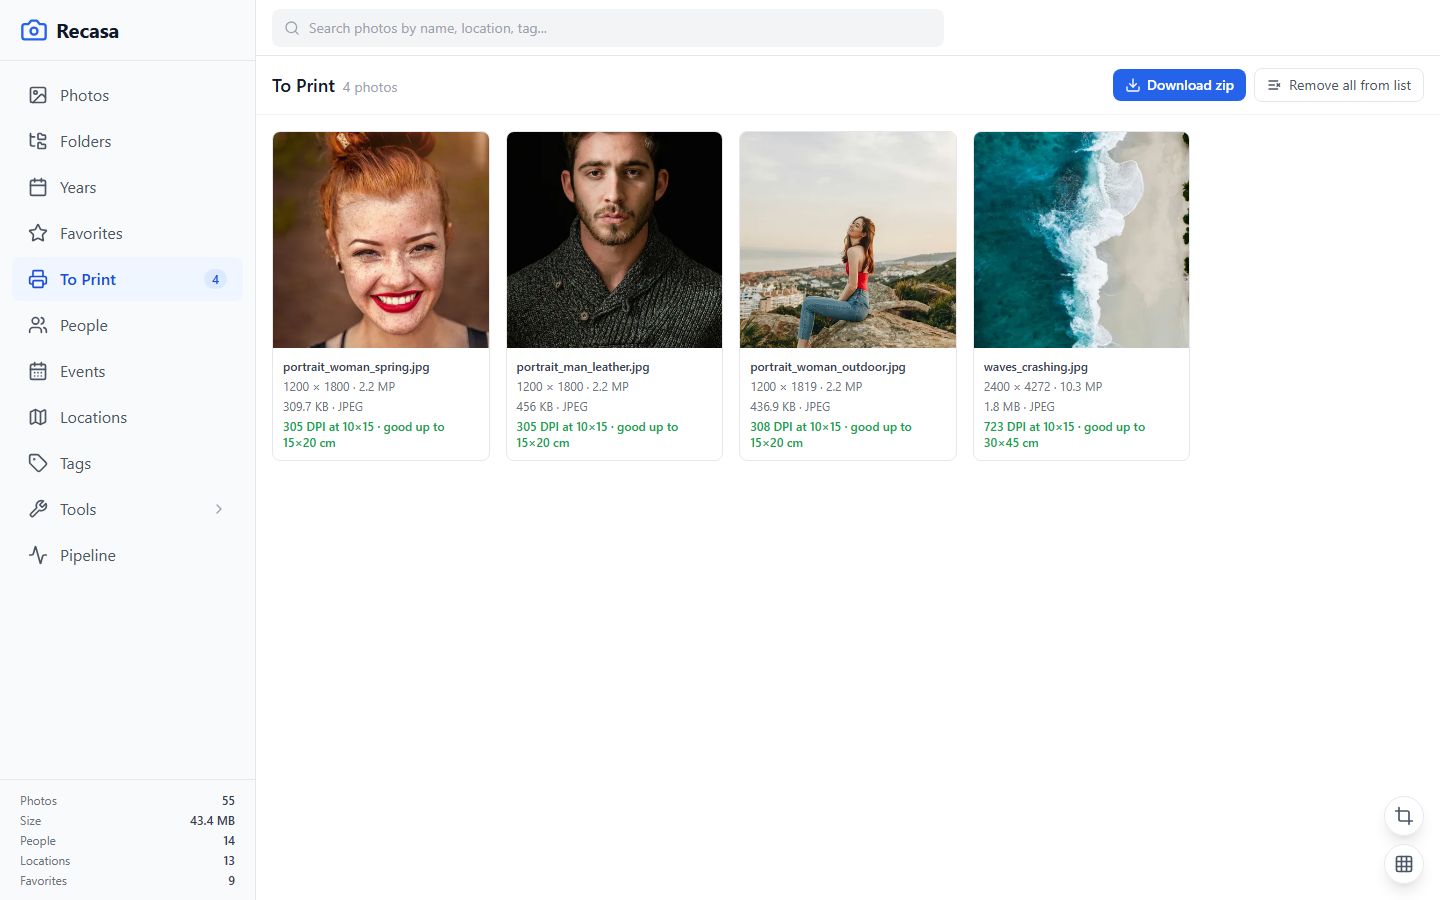 Recasa
Search photos by name, location, tag...
Photos
Folders
Years
Favorites
To Print 4
People
Events
Locations
Tags
Tools
Pipeline
Photos 55
Size 43.4 MB
People 14
Locations 13
Favorites 9
To Print 4 photos
Download zip
Remove all from list
portrait_woman_spring.jpg
1200 × 1800 · 2.2 MP
309.7 KB · JPEG
305 DPI at 10×15 · good up to
15×20 cm
portrait_man_leather.jpg
1200 × 1800 · 2.2 MP
456 KB · JPEG
305 DPI at 10×15 · good up to
15×20 cm
portrait_woman_outdoor.jpg
1200 × 1819 · 2.2 MP
436.9 KB · JPEG
308 DPI at 10×15 · good up to
15×20 cm
waves_crashing.jpg
2400 × 4272 · 10.3 MP
1.8 MB · JPEG
723 DPI at 10×15 · good up to
30×45 cm